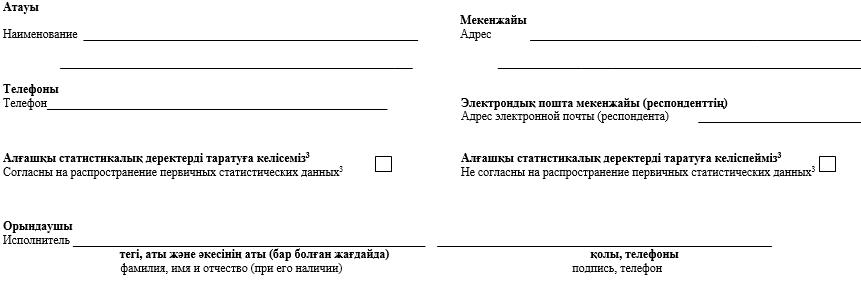 Атауы
Мекенжайы
Наименование
Адрес
Телефоны
Телефон
Электрондық пошта мекенжайы (респонденттің)
Адрес электронной почты (респондента)
Алғашқы статистикалық деректерді таратуға келісеміз³
Согласны на распространение первичных статистических данных³
Алғашқы статистикалық деректерді таратуға келіспейміз³
Не согласны на распространение первичных статистических данных³
Орындаушы
Исполнитель
тегі, аты және әкесінің аты (бар болған жағдайда)
қолы, телефоны
фамилия, имя и отчество (при его наличии)
подпись, телефон